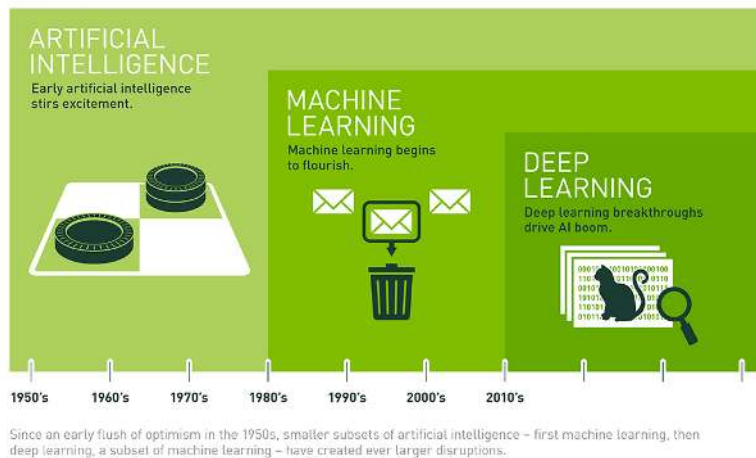 ARTIFICIAL
INTELLIGENCE
Early artificial intelligence
stirs excitement.
MACHINE
LEARNING
Machine learning begins
to flourish.
DEEP
LEARNING
Deep learning breakthroughs
drive AI boom.
1950's 1960's 1970's 1980's 1990's 2000's 2010's
Since an early flush of optimism in the 1950s, smaller subsets of artificial intelligence – first machine learning, then
deep learning, a subset of machine learning – have created ever larger disruptions.